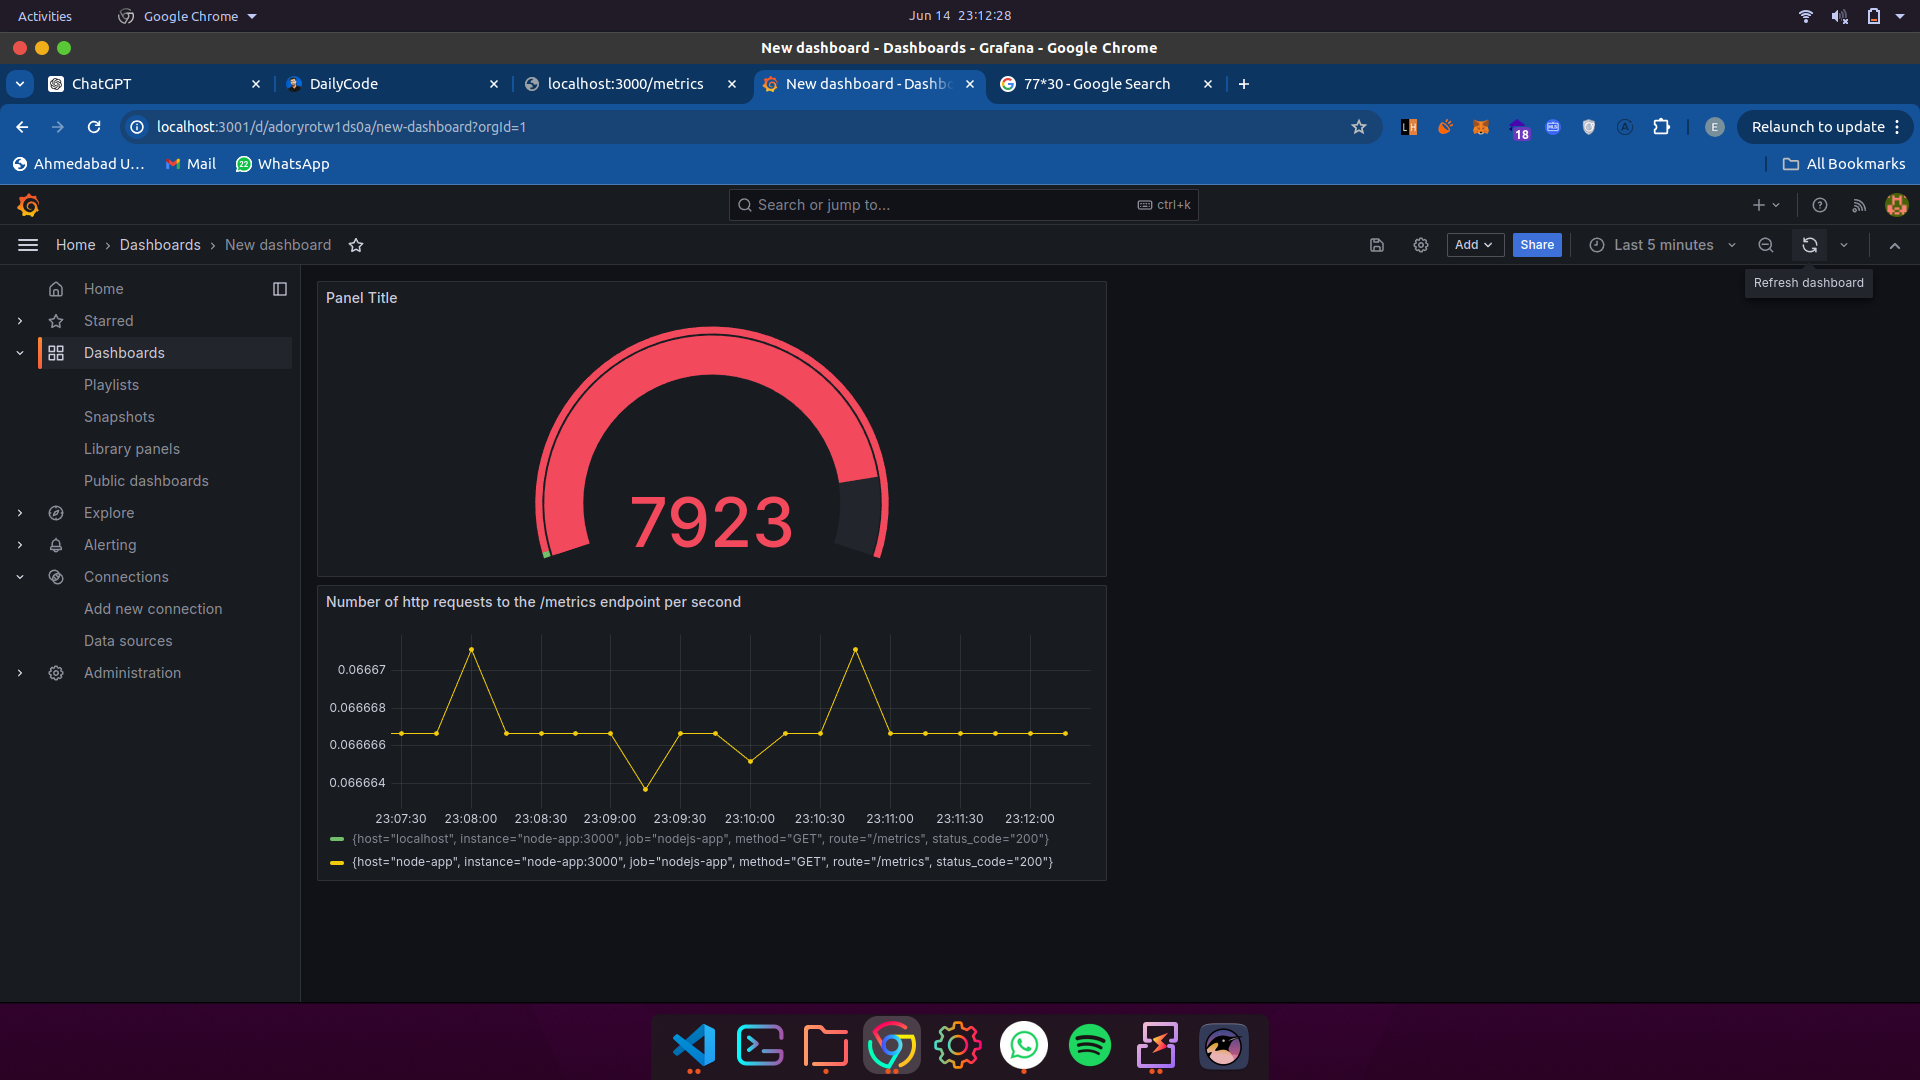 Activities Google Chrome Jun 14 23:12:28
New dashboard - Dashboards - Grafana - Google Chrome
ChatGPT DailyCode localhost:3000/metrics New dashboard - Dashbo 77*30 - Google Search
localhost:3001/d/adoryrotw1ds0a/new-dashboard?orgId=1 18 E Relaunch to update
Ahmedabad U... Mail 22 WhatsApp All Bookmarks
Search or jump to... ctrl+k
Home Dashboards New dashboard Add Share Last 5 minutes
Refresh dashboard
Home
Starred
Dashboards
Playlists
Snapshots
Library panels
Public dashboards
Explore
Alerting
Connections
Add new connection
Data sources
Administration
Panel Title
7923
Number of http requests to the /metrics endpoint per second
0.06667
0.066668
0.066666
0.066664
23:07:30 23:08:00 23:08:30 23:09:00 23:09:30 23:10:00 23:10:30 23:11:00 23:11:30 23:12:00
{host="localhost", instance="node-app:3000", job="nodejs-app", method="GET", route="/metrics", status_code="200"}
{host="node-app", instance="node-app:3000", job="nodejs-app", method="GET", route="/metrics", status_code="200"}